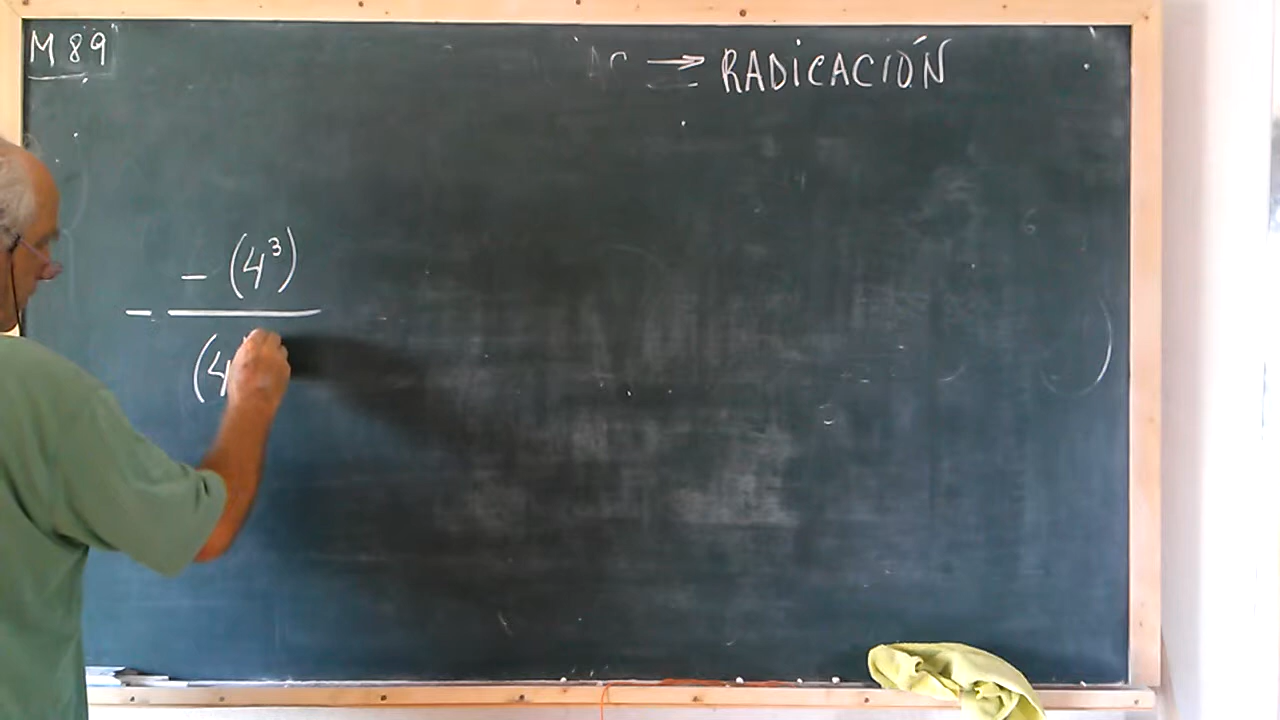 M 89
→ RADICACIÓN
- (4³)
-
(4